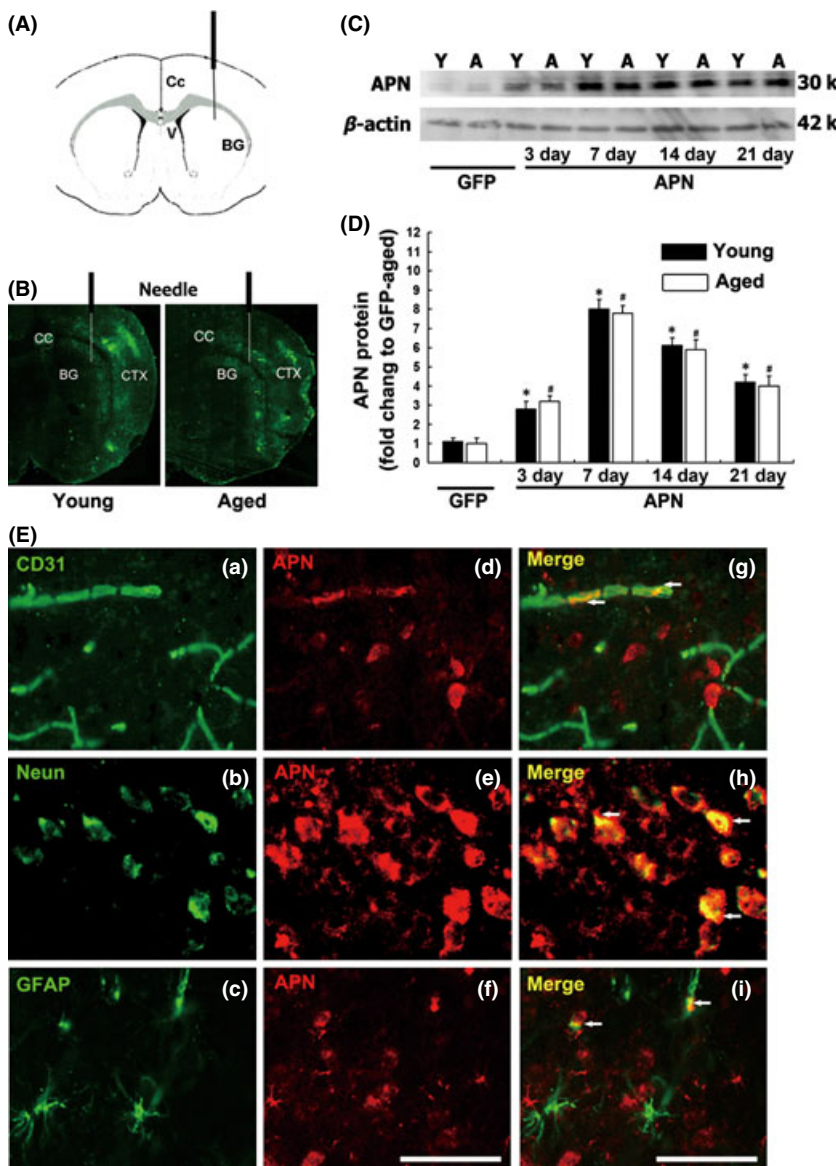 (A)
Cc
V
BG
(B)
Needle
CC
BG
CTX
CC
BG
CTX
Young
Aged
(C)
Y A Y A Y A Y A Y A
APN
30 k
β-actin
42 k
3 day 7 day 14 day 21 day
GFP
APN
(D)
APN protein
(fold chang to GFP-aged)
12
11
10
9
8
7
6
5
4
3
2
1
0
Young
Aged
* # * # * # * #
3 day 7 day 14 day 21 day
GFP
APN
(E)
CD31 (a)
APN (d)
Merge (g)
Neun (b)
APN (e)
Merge (h)
GFAP (c)
APN (f)
Merge (i)